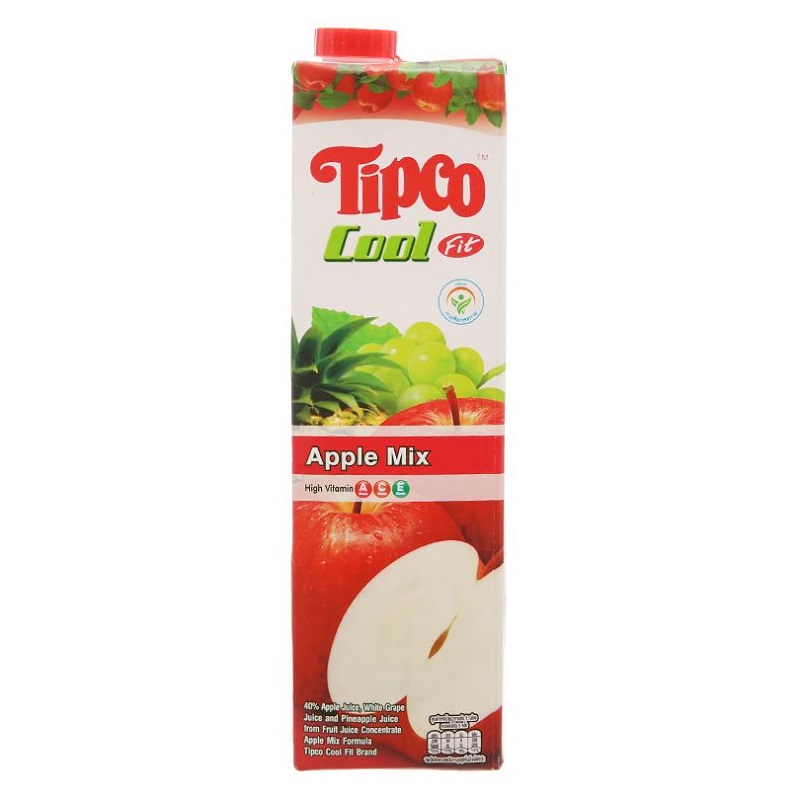 Tipco
TM
Cool Fit
Apple Mix
High Vitamin A C E
40% Apple Juice, White Grape
Juice and Pineapple Juice
from Fruit Juice Concentrate
Apple Mix Formula
Tipco Cool Fit Brand